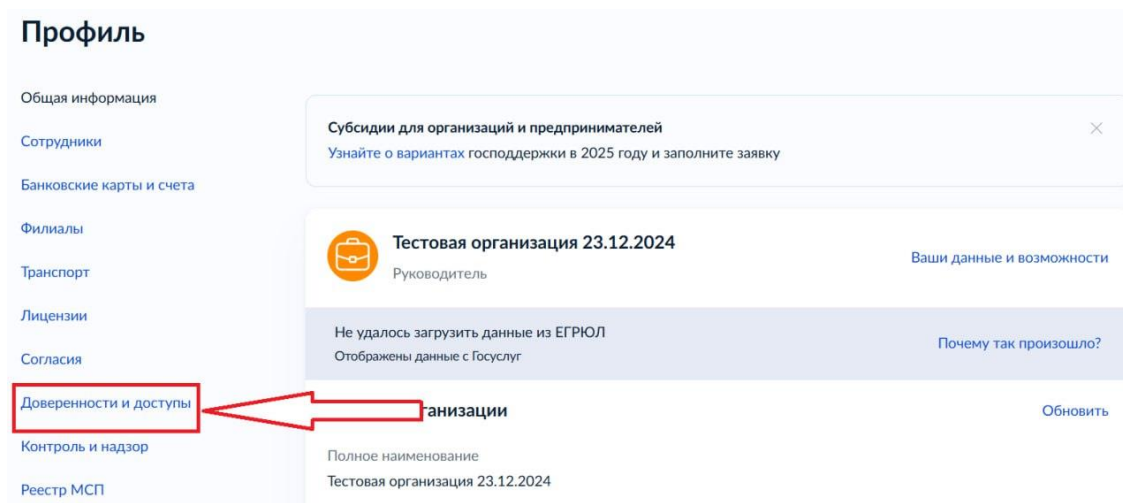 Профиль
Общая информация
Сотрудники
Банковские карты и счета
Филиалы
Транспорт
Лицензии
Согласия
Доверенности и доступы
Контроль и надзор
Реестр МСП
Субсидии для организаций и предпринимателей
Узнайте о вариантах господдержки в 2025 году и заполните заявку
Тестовая организация 23.12.2024
Руководитель
Ваши данные и возможности
Не удалось загрузить данные из ЕГРЮЛ
Отображены данные с Госуслуг
Почему так произошло?
ганизации
Обновить
Полное наименование
Тестовая организация 23.12.2024